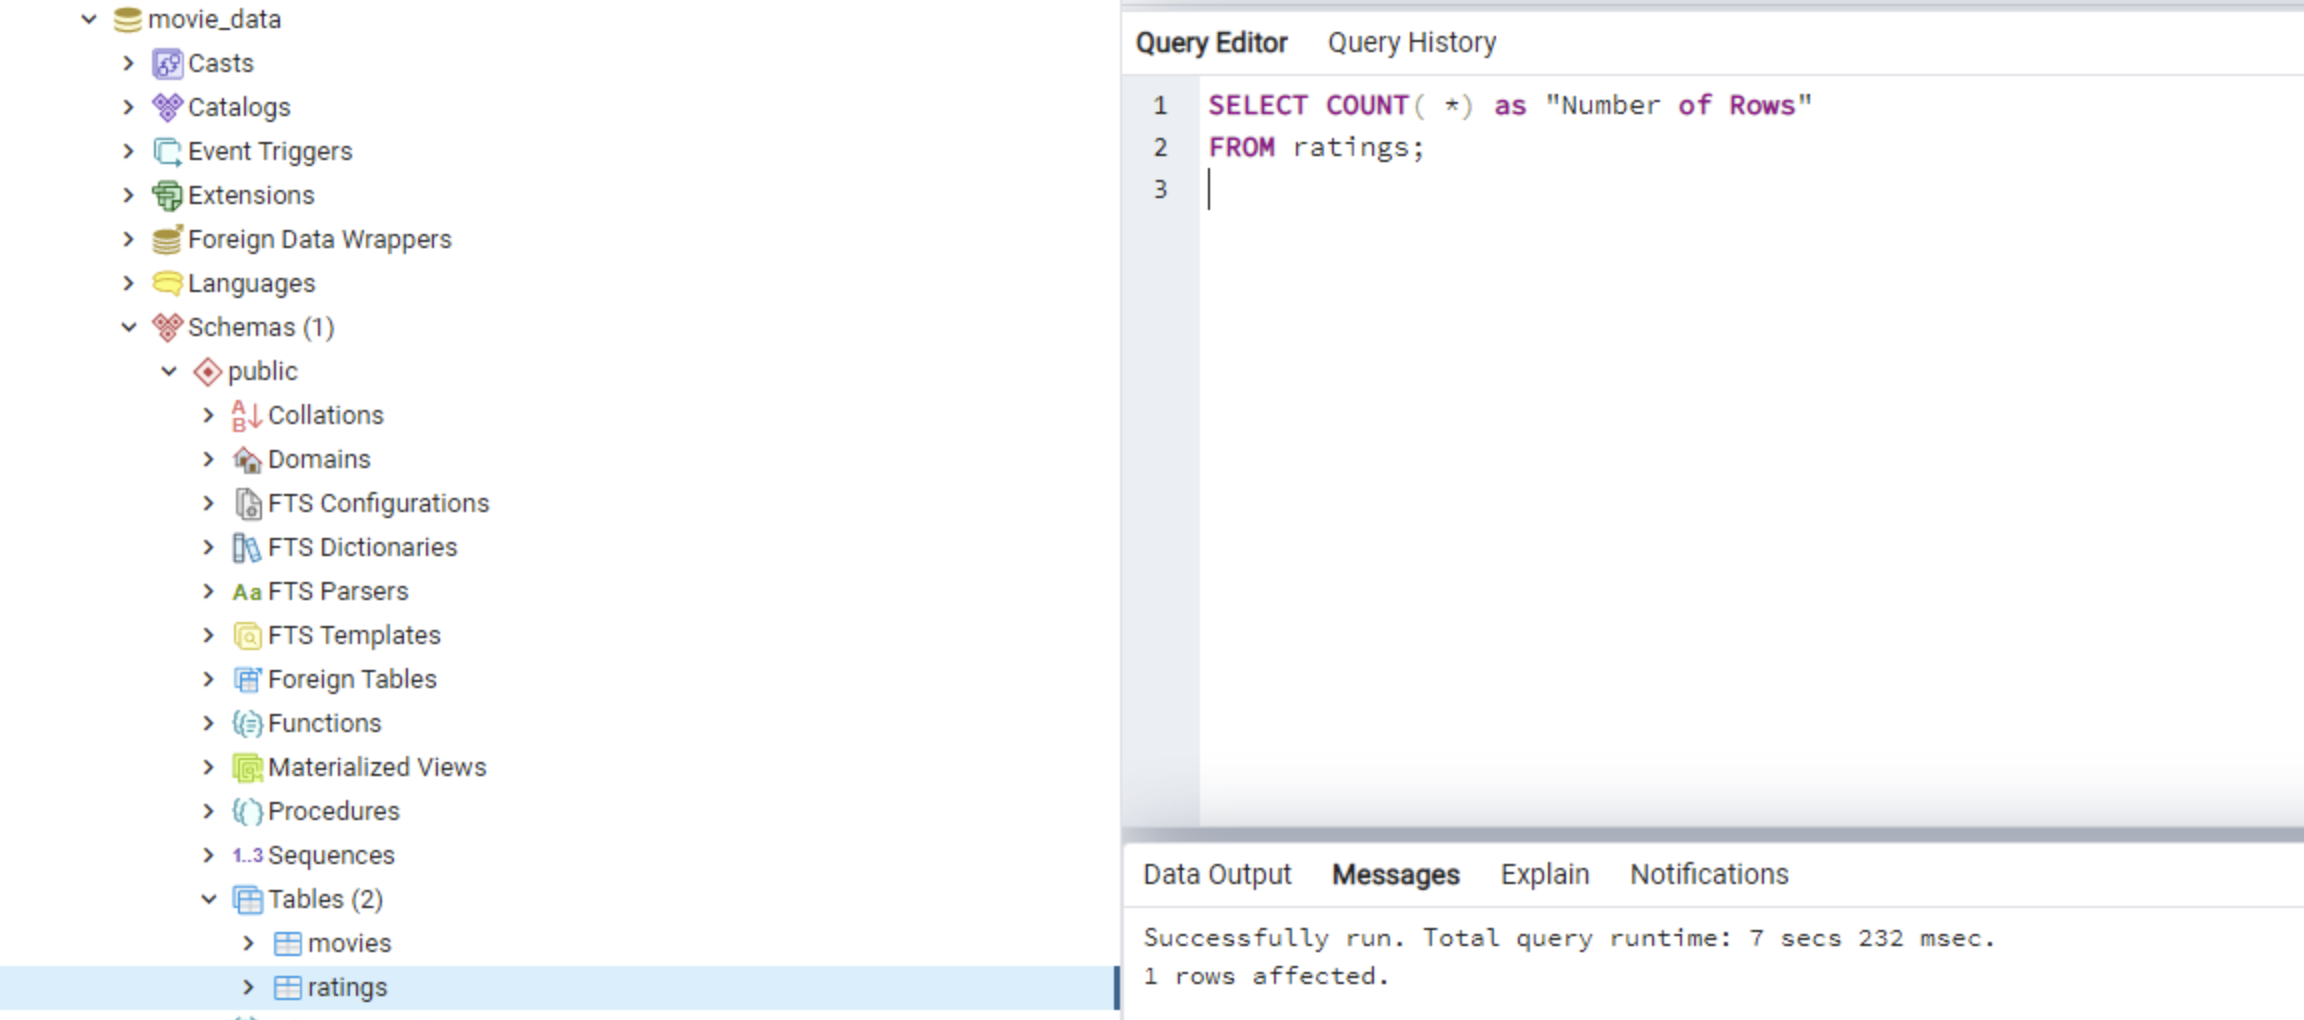 movie_data
Casts
Catalogs
Event Triggers
Extensions
Foreign Data Wrappers
Languages
Schemas (1)
public
Collations
Domains
FTS Configurations
FTS Dictionaries
Aa FTS Parsers
FTS Templates
Foreign Tables
Functions
Materialized Views
Procedures
1..3 Sequences
Tables (2)
movies
ratings
Query Editor Query History
1 SELECT COUNT( *) as "Number of Rows"
2 FROM ratings;
3
Data Output Messages Explain Notifications
Successfully run. Total query runtime: 7 secs 232 msec.
1 rows affected.